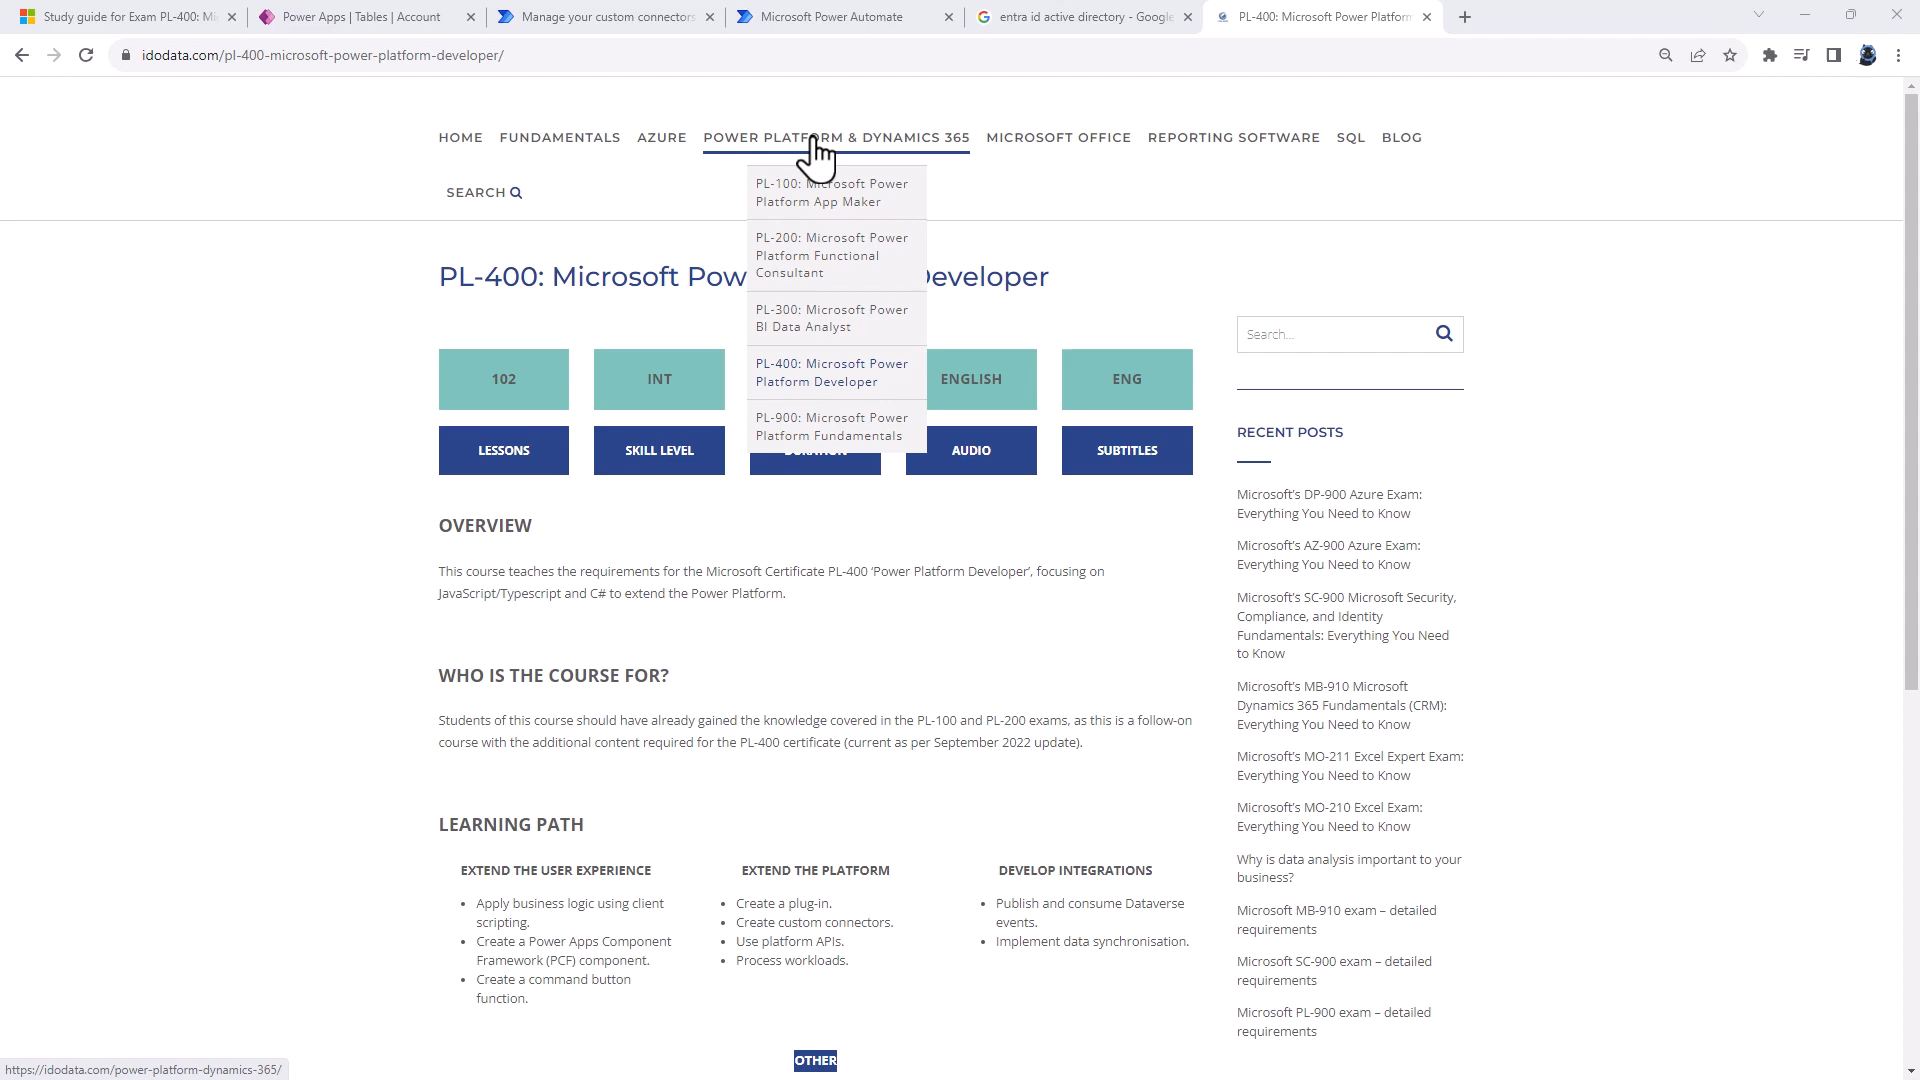 Study guide for Exam PL-400: Mi
Power Apps | Tables | Account
Manage your custom connectors
Microsoft Power Automate
entra id active directory - Google
PL-400: Microsoft Power Platform
idodata.com/pl-400-microsoft-power-platform-developer/
HOME FUNDAMENTALS AZURE POWER PLATFORM & DYNAMICS 365 MICROSOFT OFFICE REPORTING SOFTWARE SQL BLOG
SEARCH
PL-100: Microsoft Power
Platform App Maker
PL-200: Microsoft Power
Platform Functional
Consultant
PL-300: Microsoft Power
BI Data Analyst
PL-400: Microsoft Power
Platform Developer
PL-900: Microsoft Power
Platform Fundamentals
PL-400: Microsoft Pow Developer
102 INT ENGLISH ENG
LESSONS SKILL LEVEL DURATION AUDIO SUBTITLES
OVERVIEW
This course teaches the requirements for the Microsoft Certificate PL-400 ‘Power Platform Developer’, focusing on
JavaScript/Typescript and C# to extend the Power Platform.
WHO IS THE COURSE FOR?
Students of this course should have already gained the knowledge covered in the PL-100 and PL-200 exams, as this is a follow-on
course with the additional content required for the PL-400 certificate (current as per September 2022 update).
LEARNING PATH
EXTEND THE USER EXPERIENCE
• Apply business logic using client
scripting.
• Create a Power Apps Component
Framework (PCF) component.
• Create a command button
function.
EXTEND THE PLATFORM
• Create a plug-in.
• Create custom connectors.
• Use platform APIs.
• Process workloads.
DEVELOP INTEGRATIONS
• Publish and consume Dataverse
events.
• Implement data synchronisation.
OTHER
Search...
RECENT POSTS
Microsoft’s DP-900 Azure Exam:
Everything You Need to Know
Microsoft’s AZ-900 Azure Exam:
Everything You Need to Know
Microsoft’s SC-900 Microsoft Security,
Compliance, and Identity
Fundamentals: Everything You Need
to Know
Microsoft’s MB-910 Microsoft
Dynamics 365 Fundamentals (CRM):
Everything You Need to Know
Microsoft’s MO-211 Excel Expert Exam:
Everything You Need to Know
Microsoft’s MO-210 Excel Exam:
Everything You Need to Know
Why is data analysis important to your
business?
Microsoft MB-910 exam – detailed
requirements
Microsoft SC-900 exam – detailed
requirements
Microsoft PL-900 exam – detailed
requirements
https://idodata.com/power-platform-dynamics-365/